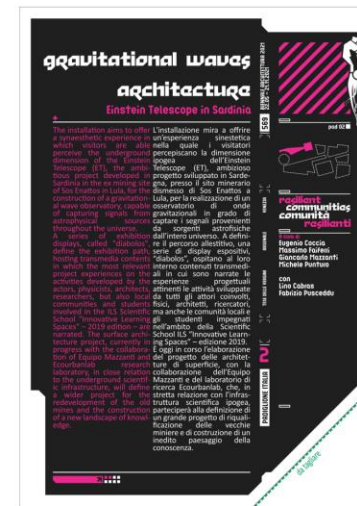 gravitational waves
architecture
Einstein Telescope in Sardinia
The installation aims to offer
a synaesthetic experience in
which visitors are able
perceive the underground
dimension of the Einstein
Telescope (ET), the ambi-
tious project developed in
Sardinia in the ex mining site
of Sos Enattos in Lula, for the
construction of a gravitation-
al wave observatory, capable
of capturing signals from
astrophysical sources
throughout the universe.
A series of exhibition
displays, called "diabolos",
define the exhibition path,
hosting transmedia contents
in which the most relevant
project experiences on the
activities developed by the
actors, physicists, architects,
researchers, but also local
communities and students
involved in the ILS Scientific
School "Innovative Learning
Spaces" - 2019 edition - are
narrated. The surface archi-
tecture project, currently in
progress with the collabora-
tion of Equipo Mazzanti and
Ecourbanlab research
laboratory, in close relation
to the underground scientif-
ic infrastructure, will define
a wider project for the
redevelopment of the old
mines and the construction
of a new landscape of knowl-
edge.
L'installazione mira a offrire
un'esperienza sinestetica
nella quale i visitatori
percepiscano la dimensione
ipogea dell'Einstein
Telescope (ET), ambizioso
progetto sviluppato in Sarde-
gna, presso il sito minerario
dismesso di Sos Enattos a
Lula, per la realizzazione di un
osservatorio di onde
gravitazionali in grado di
captare i segnali provenienti
da sorgenti astrofisiche
dall'intero universo. A defini-
re il percorso allestitivo, una
serie di display espositivi,
"diabolos", ospitano al loro
interno contenuti transmedi-
ali in cui sono narrate le
esperienze progettuali
attinenti le attività sviluppate
da tutti gli attori coinvolti,
fisici, architetti, ricercatori,
ma anche le comunità locali e
gli studenti impegnati
nell'ambito della Scientific
School ILS "Innovative Learn-
ing Spaces" – edizione 2019.
È oggi in corso l'elaborazione
del progetto delle architet-
ture di superficie, con la
collaborazione dell'Equipo
Mazzanti e del laboratorio di
ricerca Ecourbanlab, che, in
stretta relazione con l'infras-
truttura scientifica ipogea,
parteciperà alla definizione di
un grande progetto di riquali-
ficazione delle vecchie
miniere e di costruzione di un
inedito paesaggio della
conoscenza.
BIENNALE ARCHITETTURA 2021
22.05 - 21.11.2021
569
VENEZIA
ARSENALE
TESE DELLE VERGINI
PADIGLIONE ITALIA
pad 02
resilient
communities
comunità
resilienti
a cura di
Eugenio Coccia
Massimo Faiferri
Giancarlo Mazzanti
Michele Punturo
con
Lino Cabras
Fabrizio Pusceddu
da tagliare